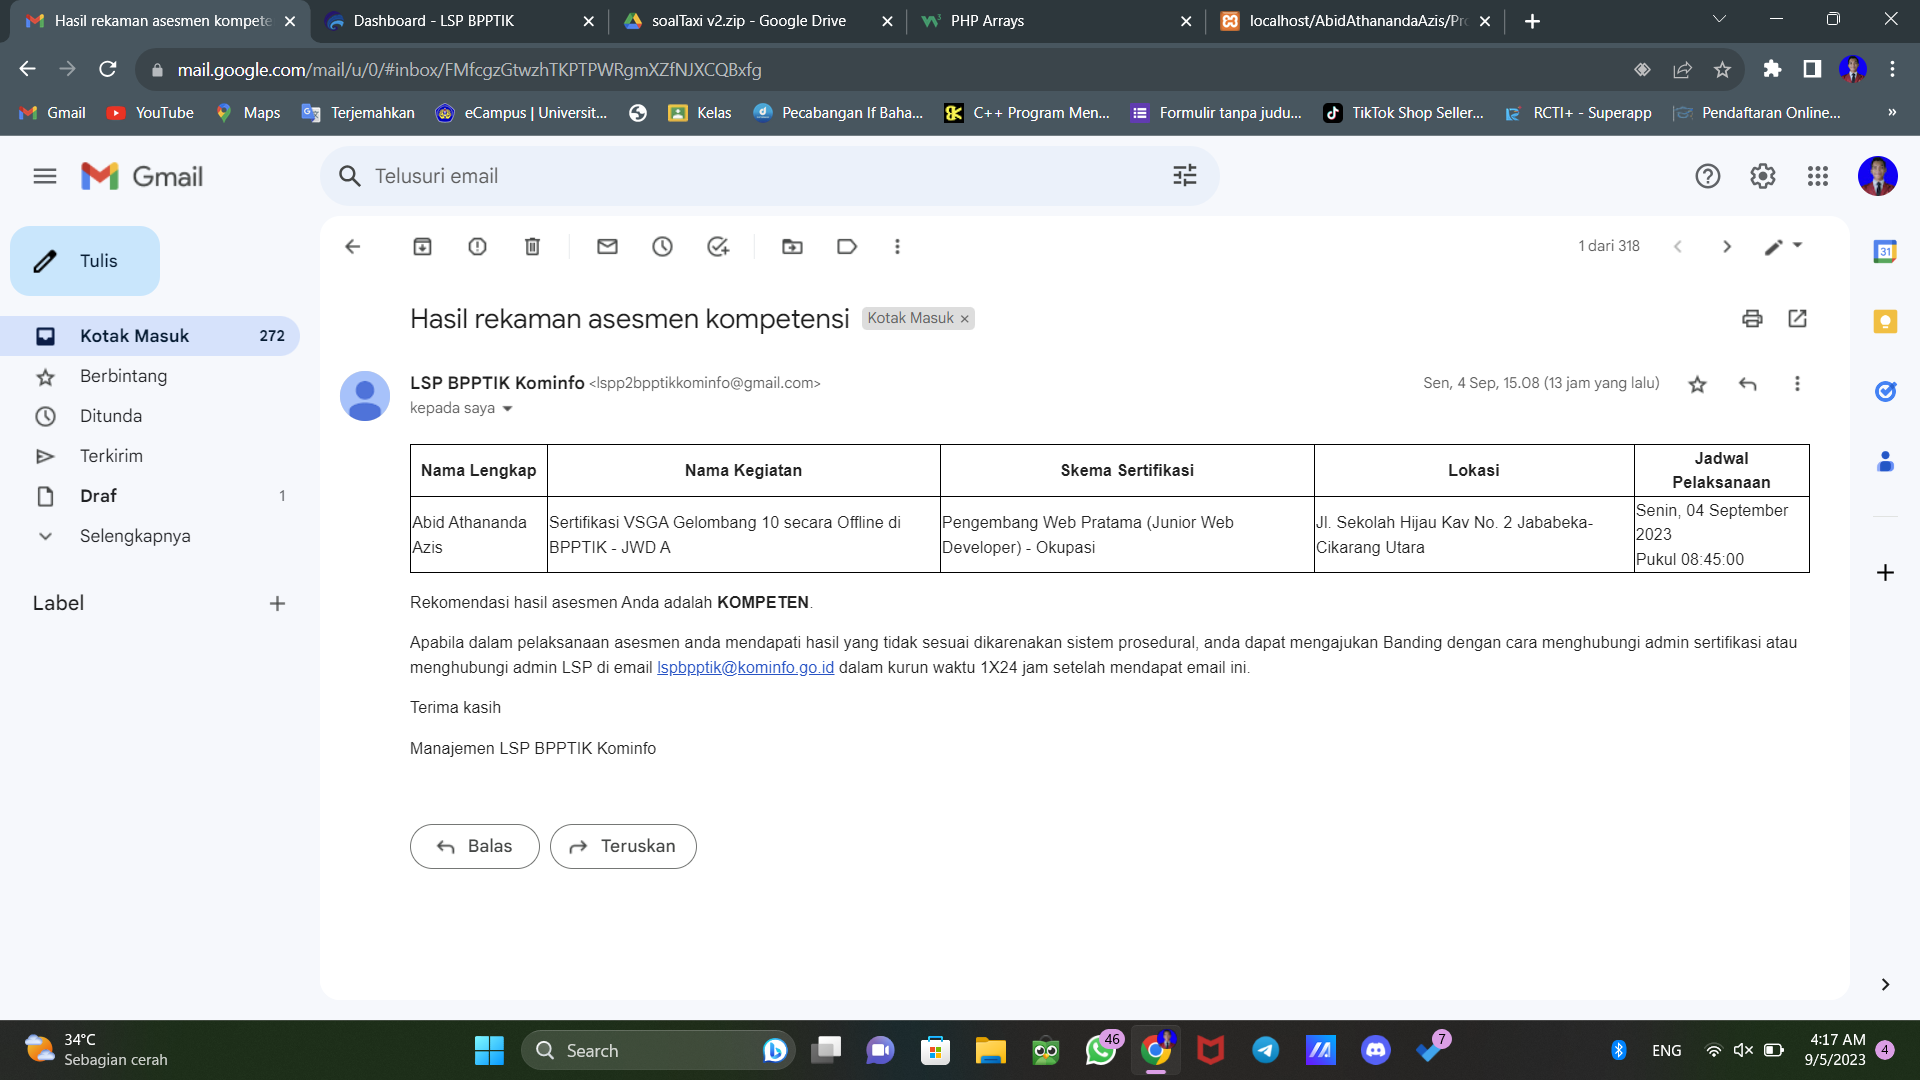 Hasil rekaman asesmen kompete
Dashboard - LSP BPPTIK
soalTaxi v2.zip - Google Drive
PHP Arrays
localhost/AbidAthanandaAzis/Pr
mail.google.com/mail/u/0/#inbox/FMfcgzGtwzhTKPTPWRgmXZfNJXCQBxfg
Gmail
YouTube
Maps
Terjemahkan
eCampus | Universit...
Kelas
Pecabangan If Baha...
C++ Program Men...
Formulir tanpa judu...
TikTok Shop Seller...
RCTI+ - Superapp
Pendaftaran Online...
»
Gmail
Telusuri email
Tulis
1 dari 318
Kotak Masuk 272
Berbintang
Ditunda
Terkirim
Draf 1
Selengkapnya
Label
Hasil rekaman asesmen kompetensi
Kotak Masuk ×
LSP BPPTIK Kominfo <lspp2bpptikkominfo@gmail.com>
Sen, 4 Sep, 15.08 (13 jam yang lalu)
kepada saya
Nama Lengkap
Nama Kegiatan
Skema Sertifikasi
Lokasi
Jadwal
Pelaksanaan
Abid Athananda
Azis
Sertifikasi VSGA Gelombang 10 secara Offline di
BPPTIK - JWD A
Pengembang Web Pratama (Junior Web
Developer) - Okupasi
Jl. Sekolah Hijau Kav No. 2 Jababeka-
Cikarang Utara
Senin, 04 September
2023
Pukul 08:45:00
Rekomendasi hasil asesmen Anda adalah KOMPETEN.
Apabila dalam pelaksanaan asesmen anda mendapati hasil yang tidak sesuai dikarenakan sistem prosedural, anda dapat mengajukan Banding dengan cara menghubungi admin sertifikasi atau
menghubungi admin LSP di email lspbpptik@kominfo.go.id dalam kurun waktu 1X24 jam setelah mendapat email ini.
Terima kasih
Manajemen LSP BPPTIK Kominfo
Balas
Teruskan
31
34°C
Sebagian cerah
Search
46
7
ENG
4:17 AM
9/5/2023
4